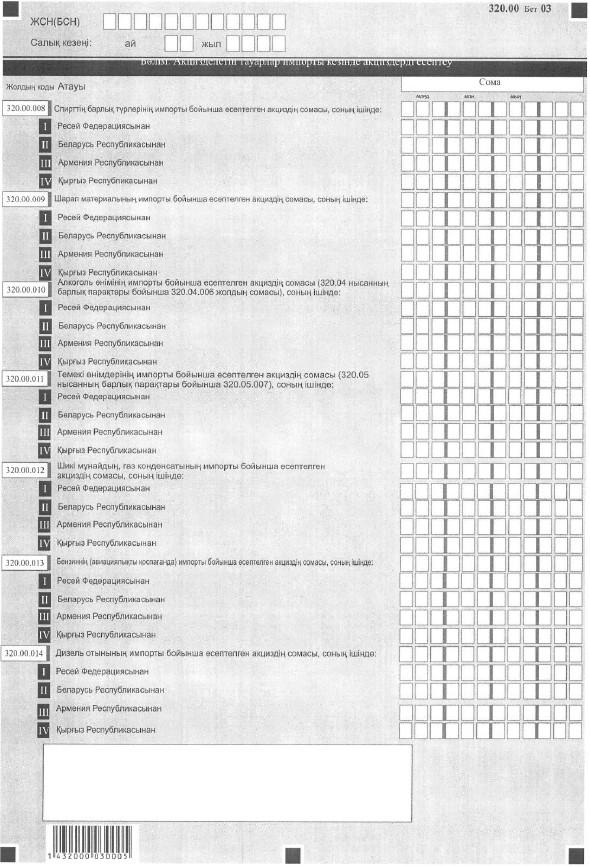 320.00 Бет 03
ЖСН(БСН)
Салық кезеңі: ай жыл
Бөлім. Акцизделетін тауарлар импорты кезінде акциздерді есептеу
Жолдың коды Атауы Сома
млрд млн мың
320.00.008 Спирттің барлық түрлерінің импорты бойынша есептелген акциздің сомасы, соның ішінде:
I Ресей Федерациясынан
II Беларусь Республикасынан
III Армения Республикасынан
IV Қырғыз Республикасынан
320.00.009 Шарап материалының импорты бойынша есептелген акциздің сомасы, соның ішінде:
I Ресей Федерациясынан
II Беларусь Республикасынан
III Армения Республикасынан
IV Қырғыз Республикасынан
320.00.010 Алкоголь өнімінің импорты бойынша есептелген акциздің сомасы (320.04 нысанның
барлық парақтары бойынша 320.04.006 жолдың сомасы), соның ішінде:
I Ресей Федерациясынан
II Беларусь Республикасынан
III Армения Республикасынан
IV Қырғыз Республикасынан
320.00.011 Темекі өнімдерінің импорты бойынша есептелген акциздің сомасы (320.05
нысанның барлық парақтары бойынша 320.05.007), соның ішінде:
I Ресей Федерациясынан
II Беларусь Республикасынан
III Армения Республикасынан
IV Қырғыз Республикасынан
320.00.012 Шикі мұнайдың, газ конденсатының импорты бойынша есептелген
акциздің сомасы, соның ішінде:
I Ресей Федерациясынан
II Беларусь Республикасынан
III Армения Республикасынан
IV Қырғыз Республикасынан
320.00.013 Бензиннің (авиациялықты қоспағанда) импорты бойынша есептелген акциздің сомасы, соның ішінде:
I Ресей Федерациясынан
II Беларусь Республикасынан
III Армения Республикасынан
IV Қырғыз Республикасынан
320.00.014 Дизель отынының импорты бойынша есептелген акциздің сомасы, соның ішінде:
I Ресей Федерациясынан
II Беларусь Республикасынан
III Армения Республикасынан
IV Қырғыз Республикасынан
1 432000 030005